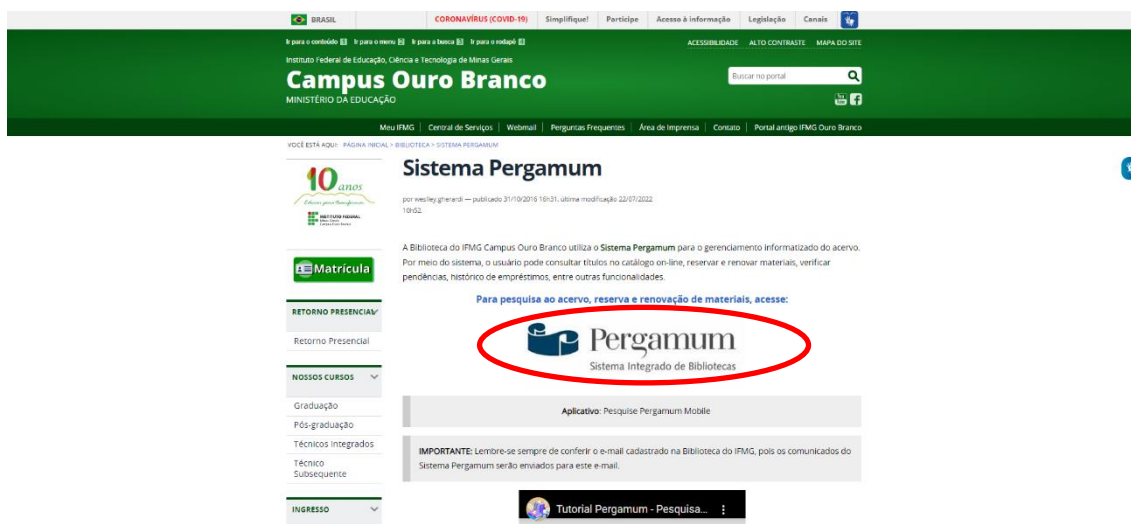 BRASIL CORONAVÍRUS (COVID-19) Simplifique! Participe Acesso à informação Legislação Canais
Ir para o conteúdo 1 Ir para o menu 2 Ir para a busca 3 Ir para o rodapé 4 ACESSIBILIDADE ALTO CONTRASTE MAPA DO SITE
Instituto Federal de Educação, Ciência e Tecnologia de Minas Gerais
Campus Ouro Branco
Buscar no portal
MINISTÉRIO DA EDUCAÇÃO
Meu IFMG Central de Serviços Webmail Perguntas Frequentes Área de Imprensa Contato Portal antigo IFMG Ouro Branco
VOCÊ ESTÁ AQUI: PÁGINA INICIAL > BIBLIOTECA > SISTEMA PERGAMUM
10 anos
INSTITUTO FEDERAL
Matrícula
RETORNO PRESENCIAL
Retorno Presencial
NOSSOS CURSOS
Graduação
Pós-graduação
Técnicos Integrados
Técnico
Subsequente
INGRESSO
Sistema Pergamum
por weslley.gherardi — publicado 31/10/2016 16h31, última modificação 22/07/2022
16h52
A Biblioteca do IFMG Campus Ouro Branco utiliza o Sistema Pergamum para o gerenciamento informatizado do acervo.
Por meio do sistema, o usuário pode consultar títulos no catálogo on-line, reservar e renovar materiais, verificar
pendências, histórico de empréstimos, entre outras funcionalidades.
Para pesquisa ao acervo, reserva e renovação de materiais, acesse:
Pergamum
Sistema Integrado de Bibliotecas
Aplicativo: Pesquise Pergamum Mobile
IMPORTANTE: Lembre-se sempre de conferir o e-mail cadastrado na Biblioteca do IFMG, pois os comunicados do
Sistema Pergamum serão enviados para este e-mail.
Tutorial Pergamum - Pesquisa...